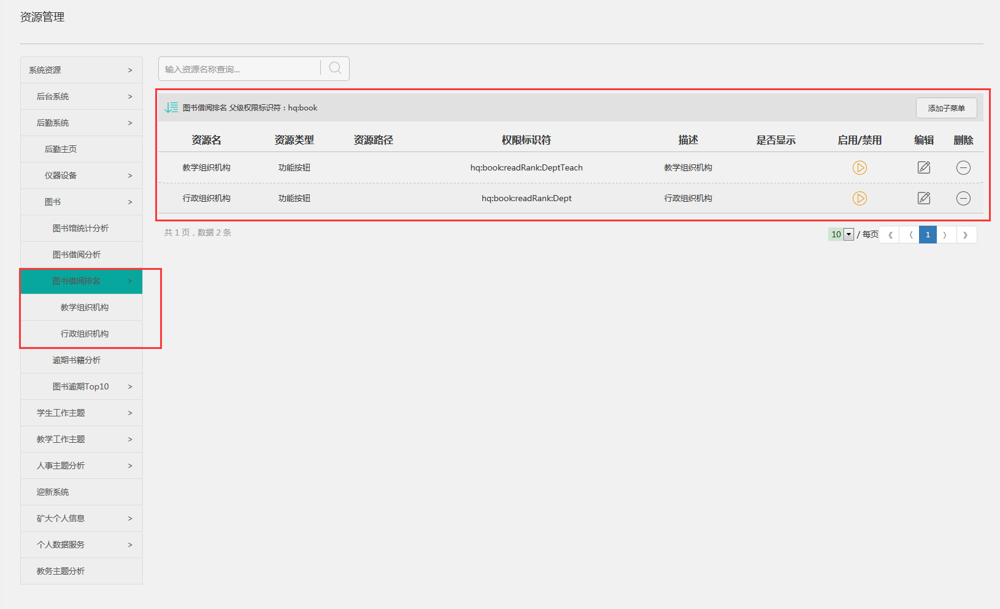 资源管理
系统资源 >
后台系统 >
后勤系统 >
后勤主页
仪器设备 >
图书 >
图书馆统计分析
图书借阅分析
图书借阅排名 >
教学组织机构
行政组织机构
逾期书籍分析
图书逾期Top10 >
学生工作主题 >
教学工作主题 >
人事主题分析 >
迎新系统
矿大个人信息 >
个人数据服务 >
教务主题分析
输入资源名称查询...
图书借阅排名 父级权限标识符：hq:book 添加子菜单
资源名 资源类型 资源路径 权限标识符 描述 是否显示 启用/禁用 编辑 删除
教学组织机构 功能按钮 hq:book:readRank:DeptTeach 教学组织机构
行政组织机构 功能按钮 hq:book:readRank:Dept 行政组织机构
共 1 页，数据 2 条 10 / 每页 《 〈 1 〉 》